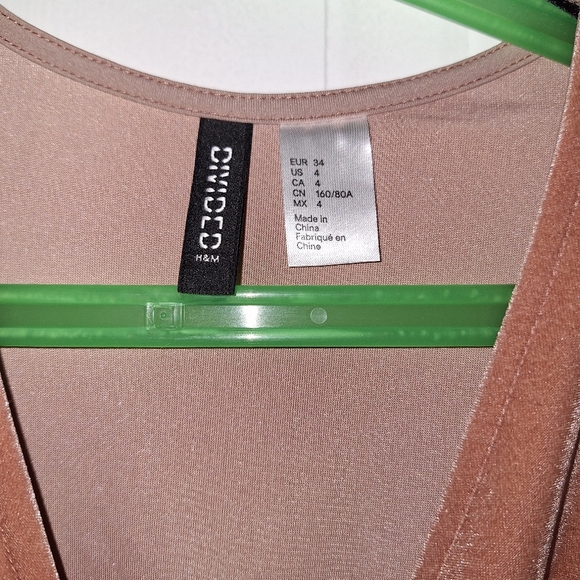 DIVIDED
H&M
EUR 34
US 4
CA 4
CN 160/80A
MX 4
Made in
China
Fabriqué en
Chine